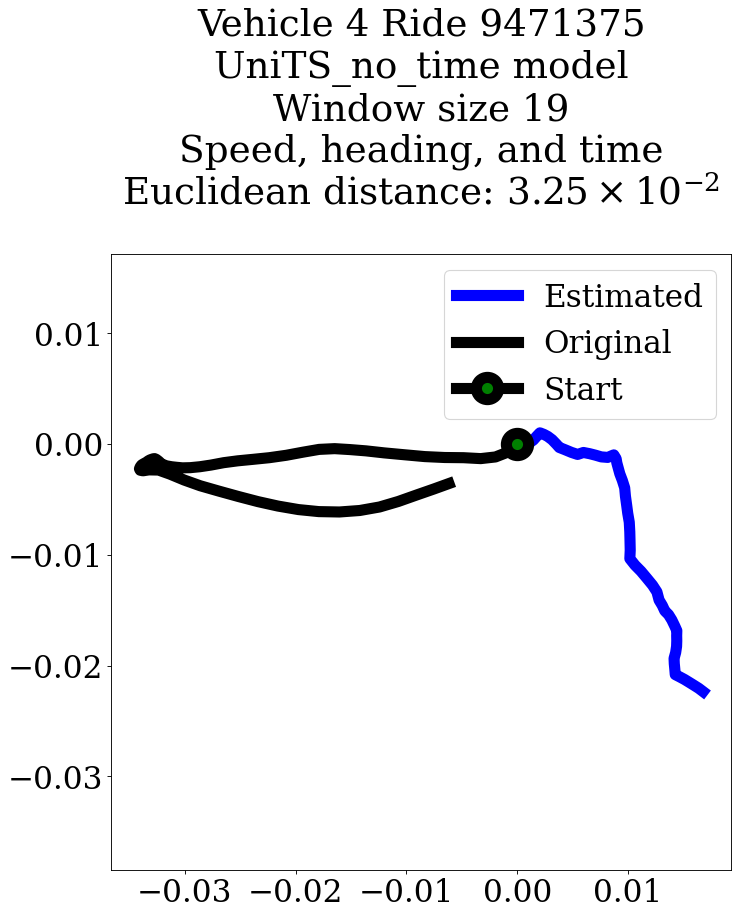 Vehicle 4 Ride 9471375
UniTS_no_time model
Window size 19
Speed, heading, and time
Euclidean distance: 3.25 × 10⁻²
Estimated
Original
Start
0.01
0.00
−0.01
−0.02
−0.03
−0.03 −0.02 −0.01 0.00 0.01